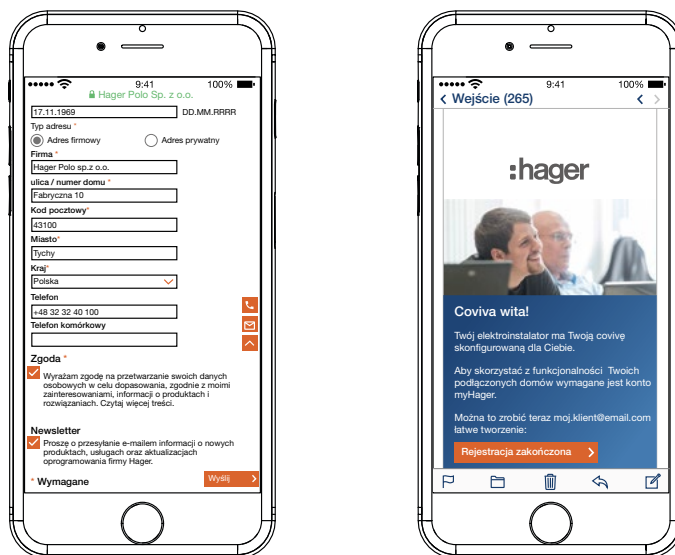 9:41
100%
Hager Polo Sp. z o.o.
17.11.1969 DD.MM.RRRR
Typ adresu *
Adres firmowy Adres prywatny
Firma *
Hager Polo sp.z o.o.
ulica / numer domu *
Fabryczna 10
Kod pocztowy*
43100
Miasto*
Tychy
Kraj*
Polska
Telefon
+48 32 32 40 100
Telefon komórkowy
Zgoda *
Wyrażam zgodę na przetwarzanie swoich danych
osobowych w celu dopasowania, zgodnie z moimi
zainteresowaniami, informacji o produktach i
rozwiązaniach. Czytaj więcej treści.
Newsletter
Proszę o przesyłanie e-mailem informacji o nowych
produktach, usługach oraz aktualizacjach
oprogramowania firmy Hager.
* Wymagane
Wyślij
9:41
100%
Wejście (265)
:hager
Coviva wita!
Twój elektroinstalator ma Twoją covivę
skonfigurowaną dla Ciebie.
Aby skorzystać z funkcjonalności Twoich
podłączonych domów wymagane jest konto
myHager.
Można to zrobić teraz moj.klient@email.com
łatwe tworzenie:
Rejestracja zakończona